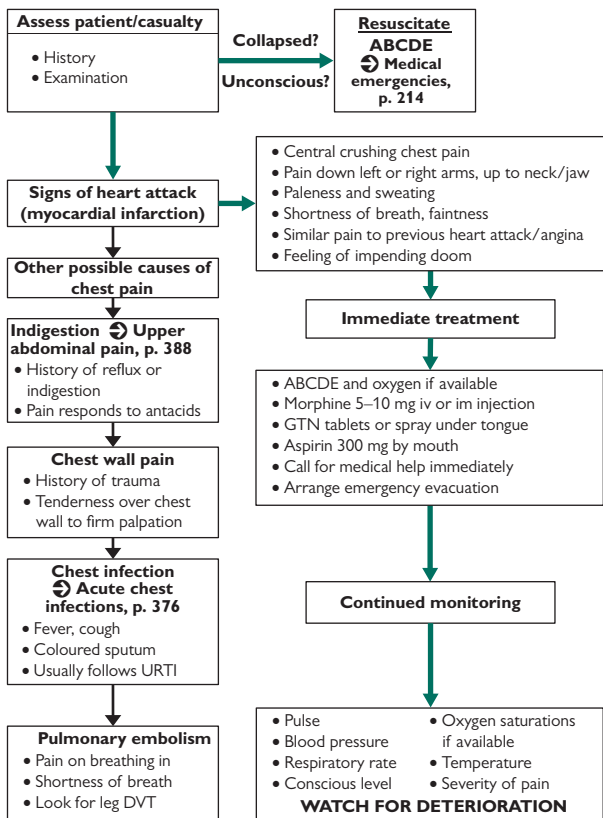 Assess patient/casualty
• History
• Examination
Collapsed?
Unconscious?
Resuscitate
ABCDE
➲ Medical
emergencies,
p. 214
Signs of heart attack
(myocardial infarction)
• Central crushing chest pain
• Pain down left or right arms, up to neck/jaw
• Paleness and sweating
• Shortness of breath, faintness
• Similar pain to previous heart attack/angina
• Feeling of impending doom
Other possible causes of
chest pain
Indigestion ➲ Upper
abdominal pain, p. 388
• History of reflux or
indigestion
• Pain responds to antacids
Chest wall pain
• History of trauma
• Tenderness over chest
wall to firm palpation
Chest infection
➲ Acute chest
infections, p. 376
• Fever, cough
• Coloured sputum
• Usually follows URTI
Pulmonary embolism
• Pain on breathing in
• Shortness of breath
• Look for leg DVT
Immediate treatment
• ABCDE and oxygen if available
• Morphine 5–10 mg iv or im injection
• GTN tablets or spray under tongue
• Aspirin 300 mg by mouth
• Call for medical help immediately
• Arrange emergency evacuation
Continued monitoring
• Pulse
• Blood pressure
• Respiratory rate
• Conscious level
• Oxygen saturations
if available
• Temperature
• Severity of pain
WATCH FOR DETERIORATION